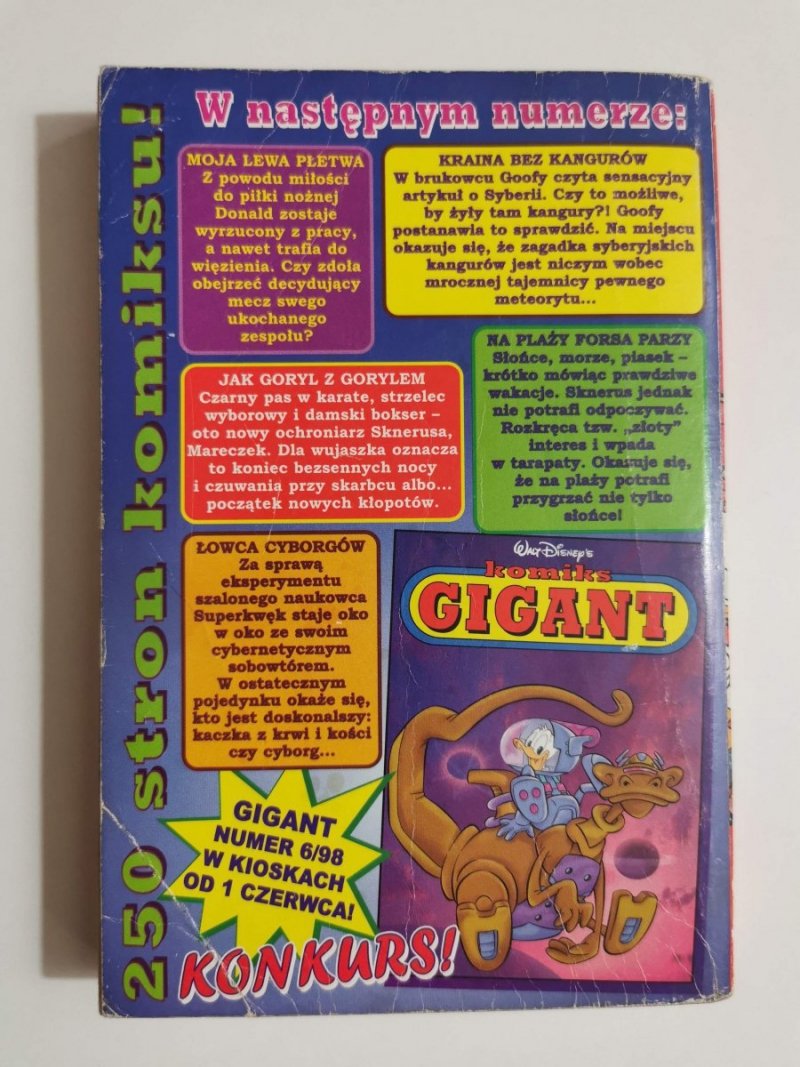 250 stron komiksu!
W następnym numerze:
MOJA LEWA PŁETWA
Z powodu miłości
do piłki nożnej
Donald zostaje
wyrzucony z pracy,
a nawet trafia do
więzienia. Czy zdoła
obejrzeć decydujący
mecz swego
ukochanego
zespołu?
KRAINA BEZ KANGURÓW
W brukowcu Goofy czyta sensacyjny
artykuł o Syberii. Czy to możliwe,
by żyły tam kangury?! Goofy
postanawia to sprawdzić. Na miejscu
okazuje się, że zagadka syberyjskich
kangurów jest niczym wobec
mrocznej tajemnicy pewnego
meteorytu...
JAK GORYL Z GORYLEM
Czarny pas w karate, strzelec
wyborowy i damski bokser –
oto nowy ochroniarz Sknerusa,
Mareczek. Dla wujaszka oznacza
to koniec bezsennych nocy
i czuwania przy skarbcu albo...
początek nowych kłopotów.
NA PLAŻY FORSA PARZY
Słońce, morze, piasek –
krótko mówiąc prawdziwe
wakacje. Sknerus jednak
nie potrafi odpoczywać.
Rozkręca tzw. „złoty”
interes i wpada
w tarapaty. Okazuje się,
że na plaży potrafi
przygrzać nie tylko
słońce!
ŁOWCA CYBORGÓW
Za sprawą
eksperymentu
szalonego naukowca
Superkwęk staje oko
w oko ze swoim
cybernetycznym
sobowtórem.
W ostatecznym
pojedynku okaże się,
kto jest doskonalszy:
kaczka z krwi i kości
czy cyborg...
WALT DISNEY'S
komiks
GIGANT
GIGANT
NUMER 6/98
W KIOSKACH
OD 1 CZERWCA!
KONKURS!